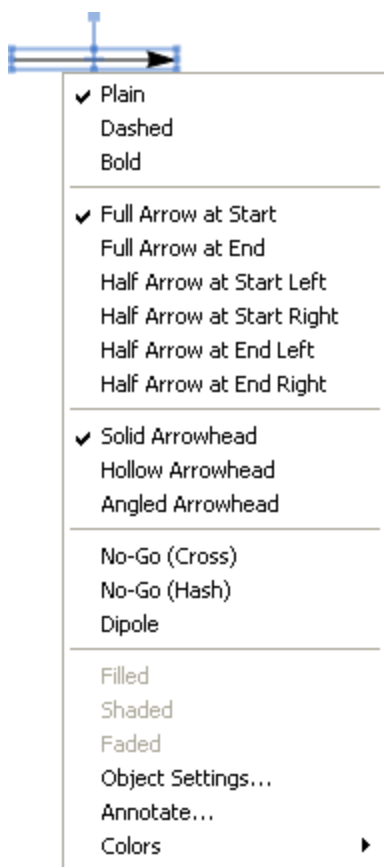 Plain
Dashed
Bold
Full Arrow at Start
Full Arrow at End
Half Arrow at Start Left
Half Arrow at Start Right
Half Arrow at End Left
Half Arrow at End Right
Solid Arrowhead
Hollow Arrowhead
Angled Arrowhead
No-Go (Cross)
No-Go (Hash)
Dipole
Filled
Shaded
Faded
Object Settings...
Annotate...
Colors